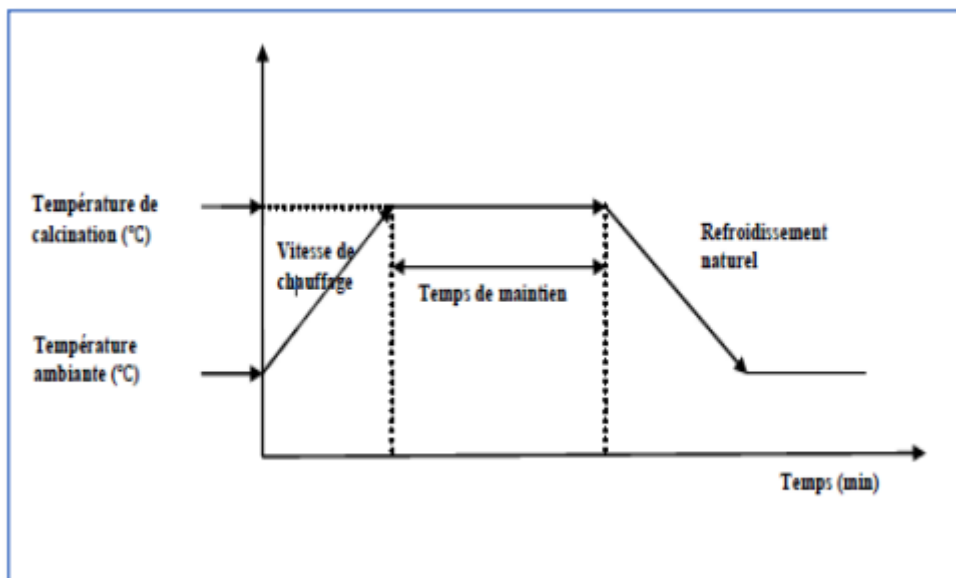 Température de
calcination (°C)
Vitesse de
chauffage
Refroidissement
naturel
Temps de maintien
Température
ambiante (°C)
Temps (min)